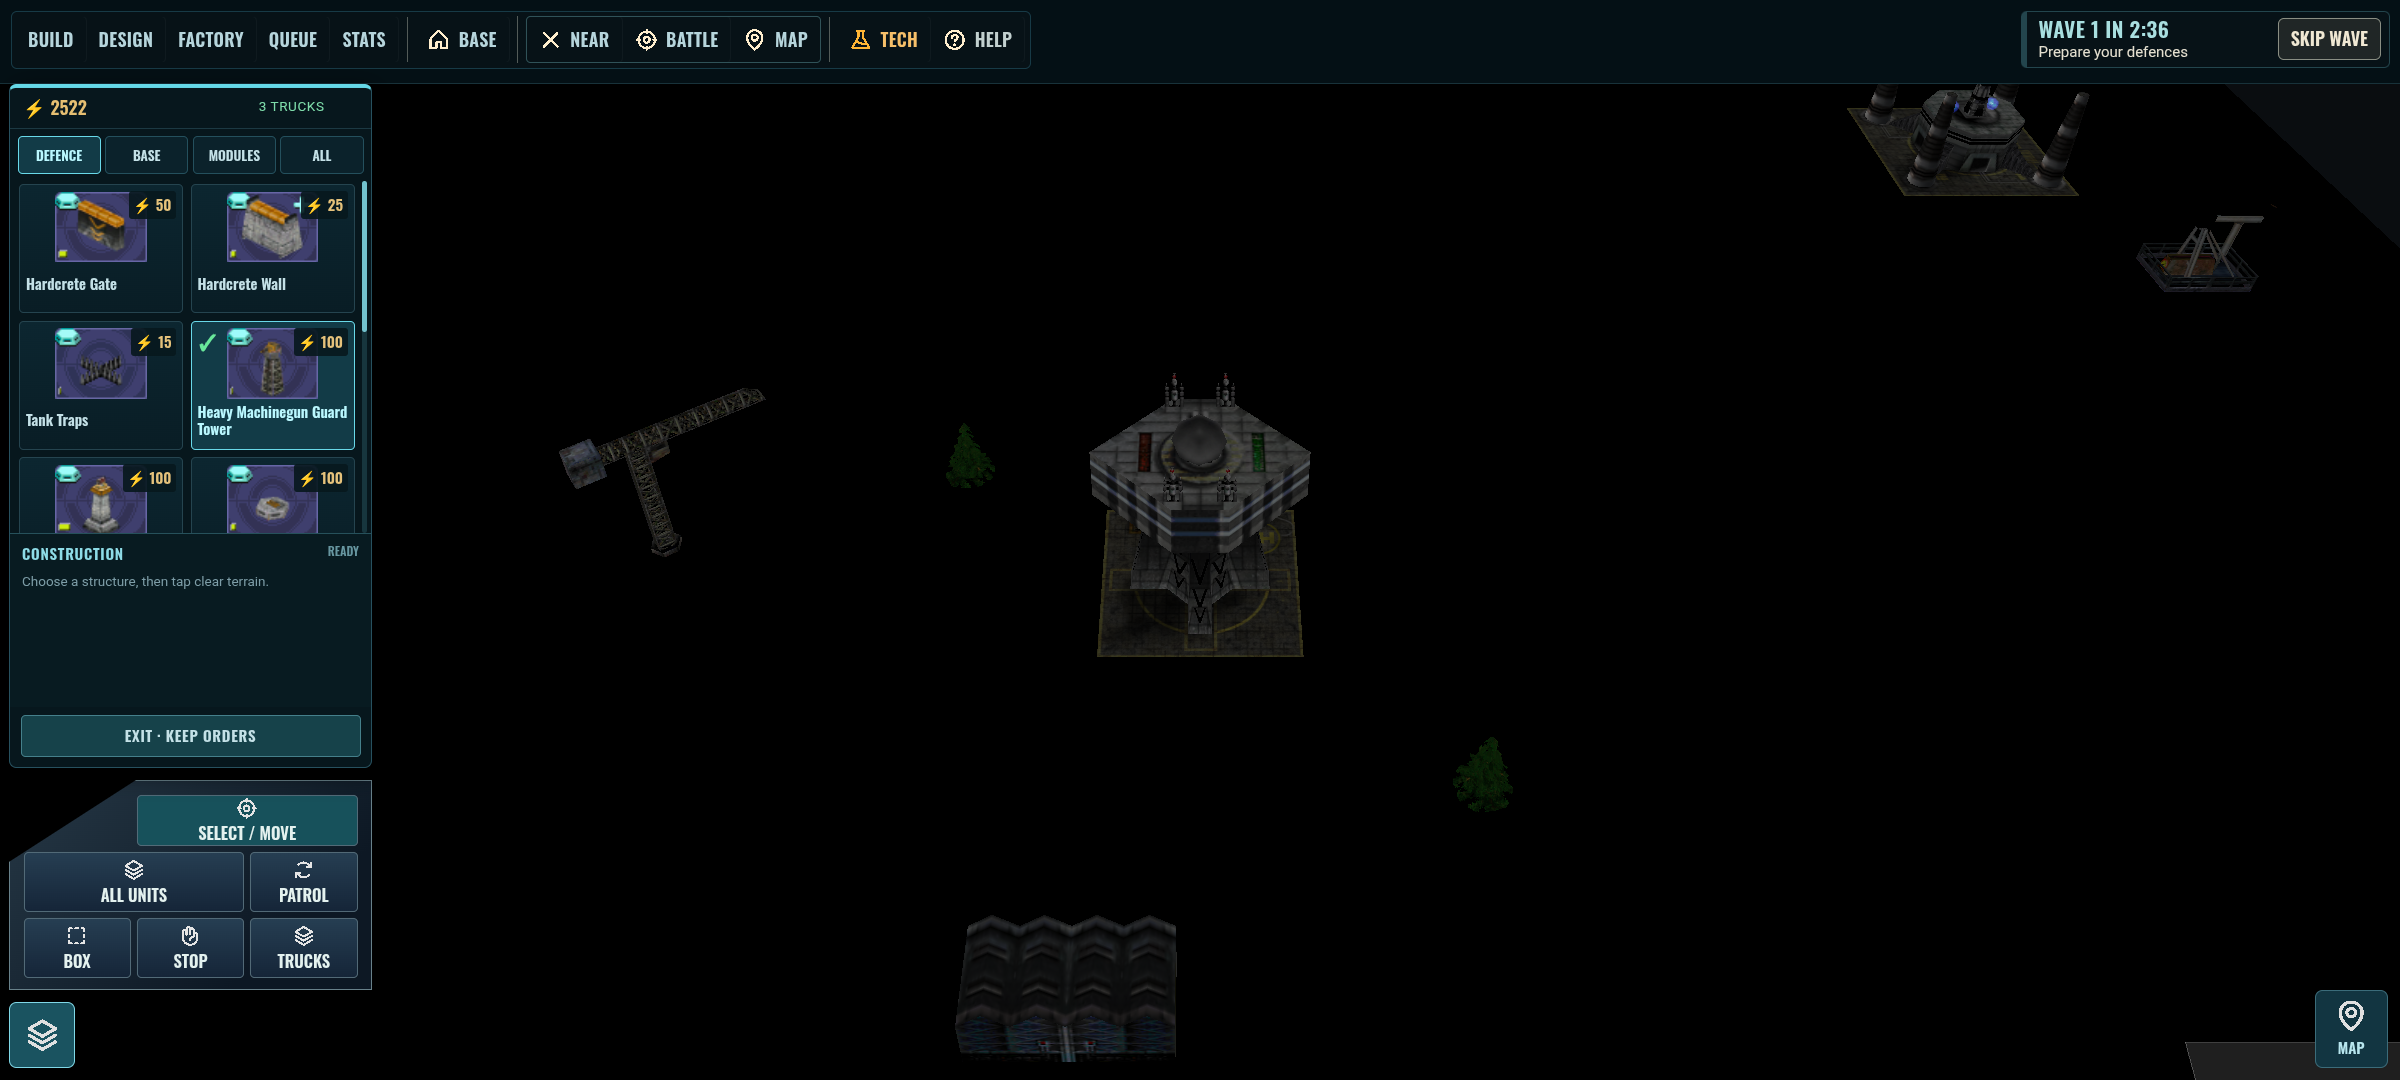 BUILD
DESIGN
FACTORY
QUEUE
STATS
BASE
NEAR
BATTLE
MAP
TECH
HELP
WAVE 1 IN 2:36
Prepare your defences
SKIP WAVE
2522
3 TRUCKS
DEFENCE
BASE
MODULES
ALL
50
Hardcrete Gate
25
Hardcrete Wall
15
Tank Traps
100
Heavy Machinegun Guard
Tower
100
100
CONSTRUCTION
READY
Choose a structure, then tap clear terrain.
EXIT · KEEP ORDERS
SELECT / MOVE
ALL UNITS
PATROL
BOX
STOP
TRUCKS
MAP